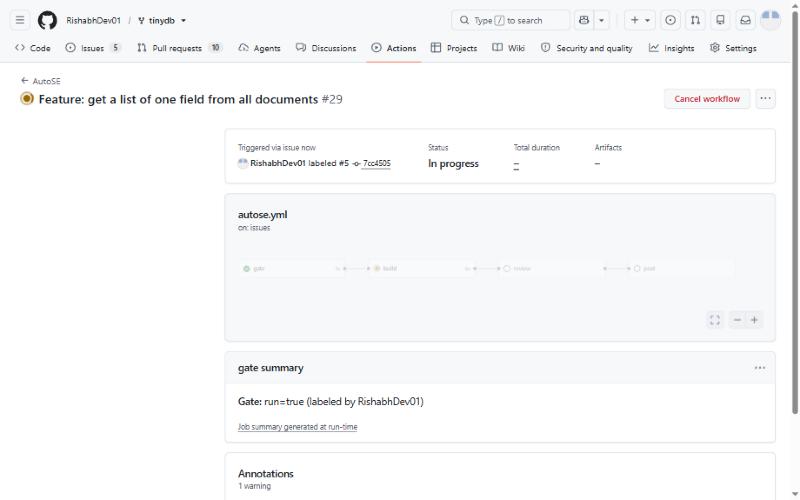 RishabhDev01 / tinydb
Type / to search
Code
Issues 5
Pull requests 10
Agents
Discussions
Actions
Projects
Wiki
Security and quality
Insights
Settings
← AutoSE
Feature: get a list of one field from all documents #29
Cancel workflow
Triggered via issue now
RishabhDev01 labeled #5 7cc4505
Status
In progress
Total duration
–
Artifacts
–
autose.yml
on: issues
gate
build
review
post
gate summary
Gate: run=true (labeled by RishabhDev01)
Job summary generated at run-time
Annotations
1 warning